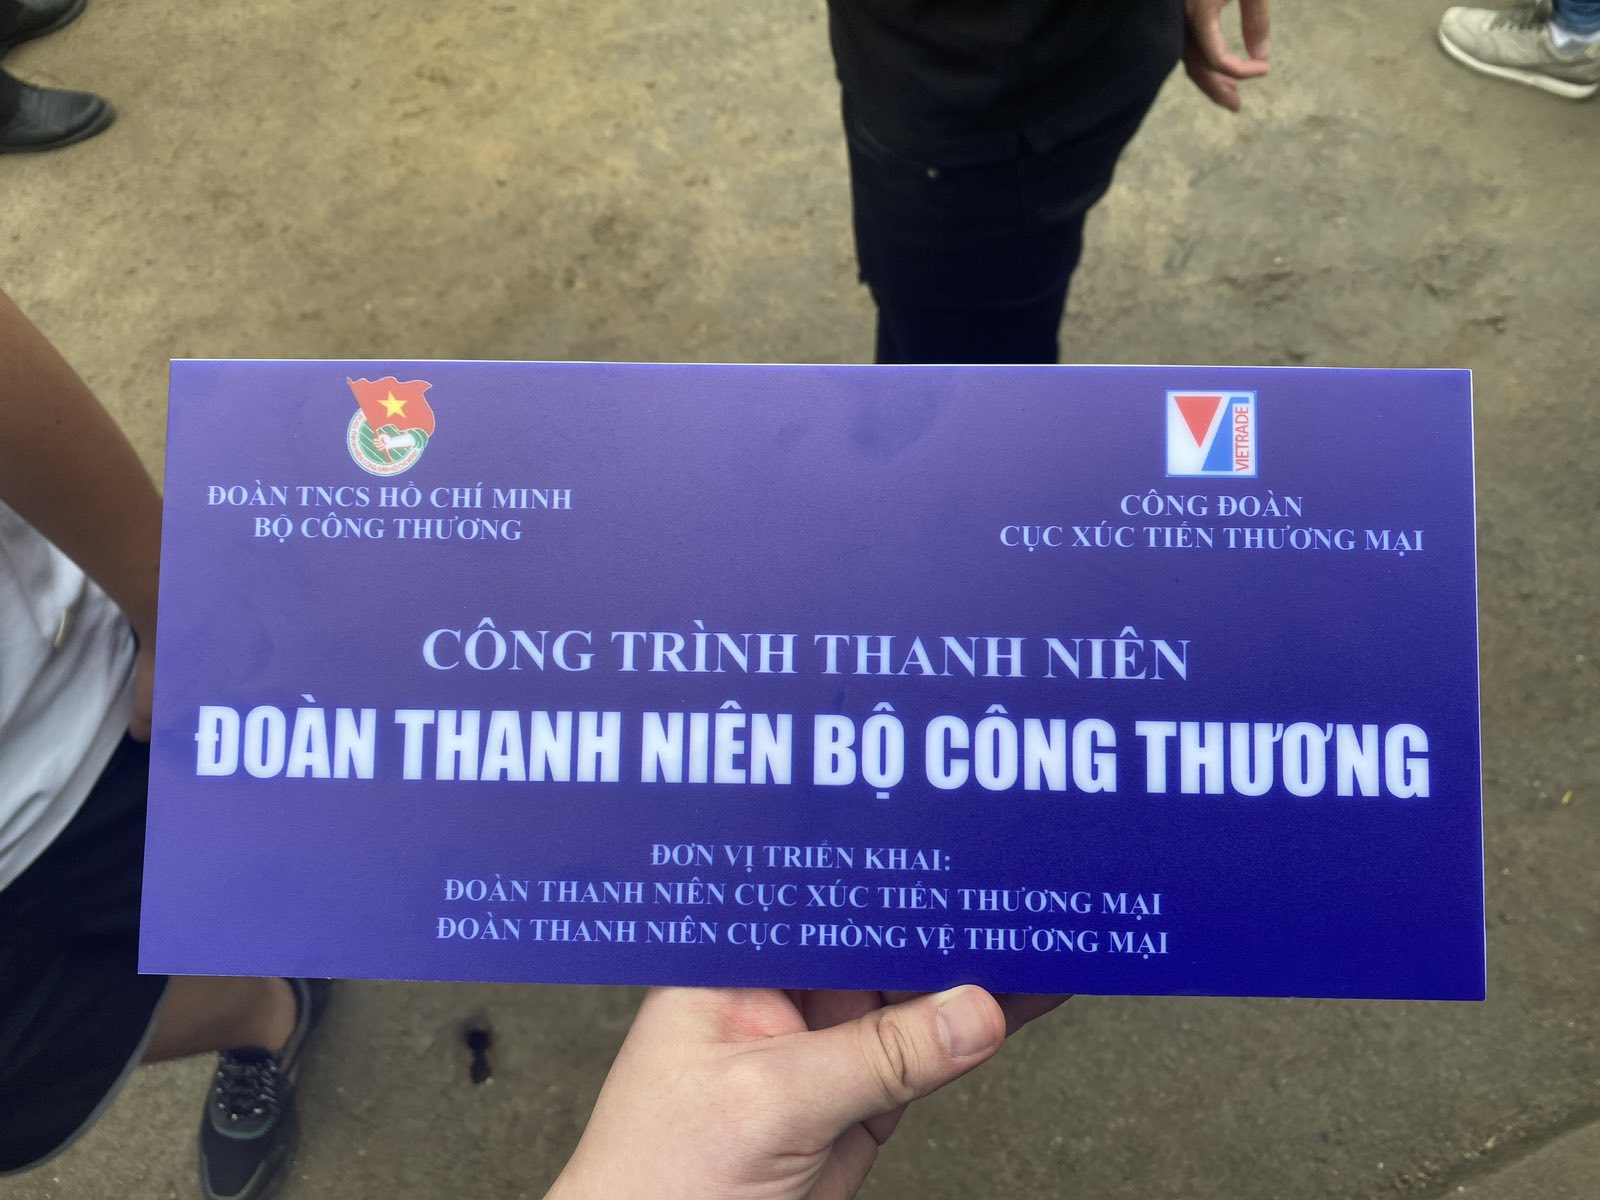 ĐOÀN TNCS HỒ CHÍ MINH
BỘ CÔNG THƯƠNG
VIETRADE
CÔNG ĐOÀN
CỤC XÚC TIẾN THƯƠNG MẠI
CÔNG TRÌNH THANH NIÊN
ĐOÀN THANH NIÊN BỘ CÔNG THƯƠNG
ĐƠN VỊ TRIỂN KHAI:
ĐOÀN THANH NIÊN CỤC XÚC TIẾN THƯƠNG MẠI
ĐOÀN THANH NIÊN CỤC PHÒNG VỆ THƯƠNG MẠI